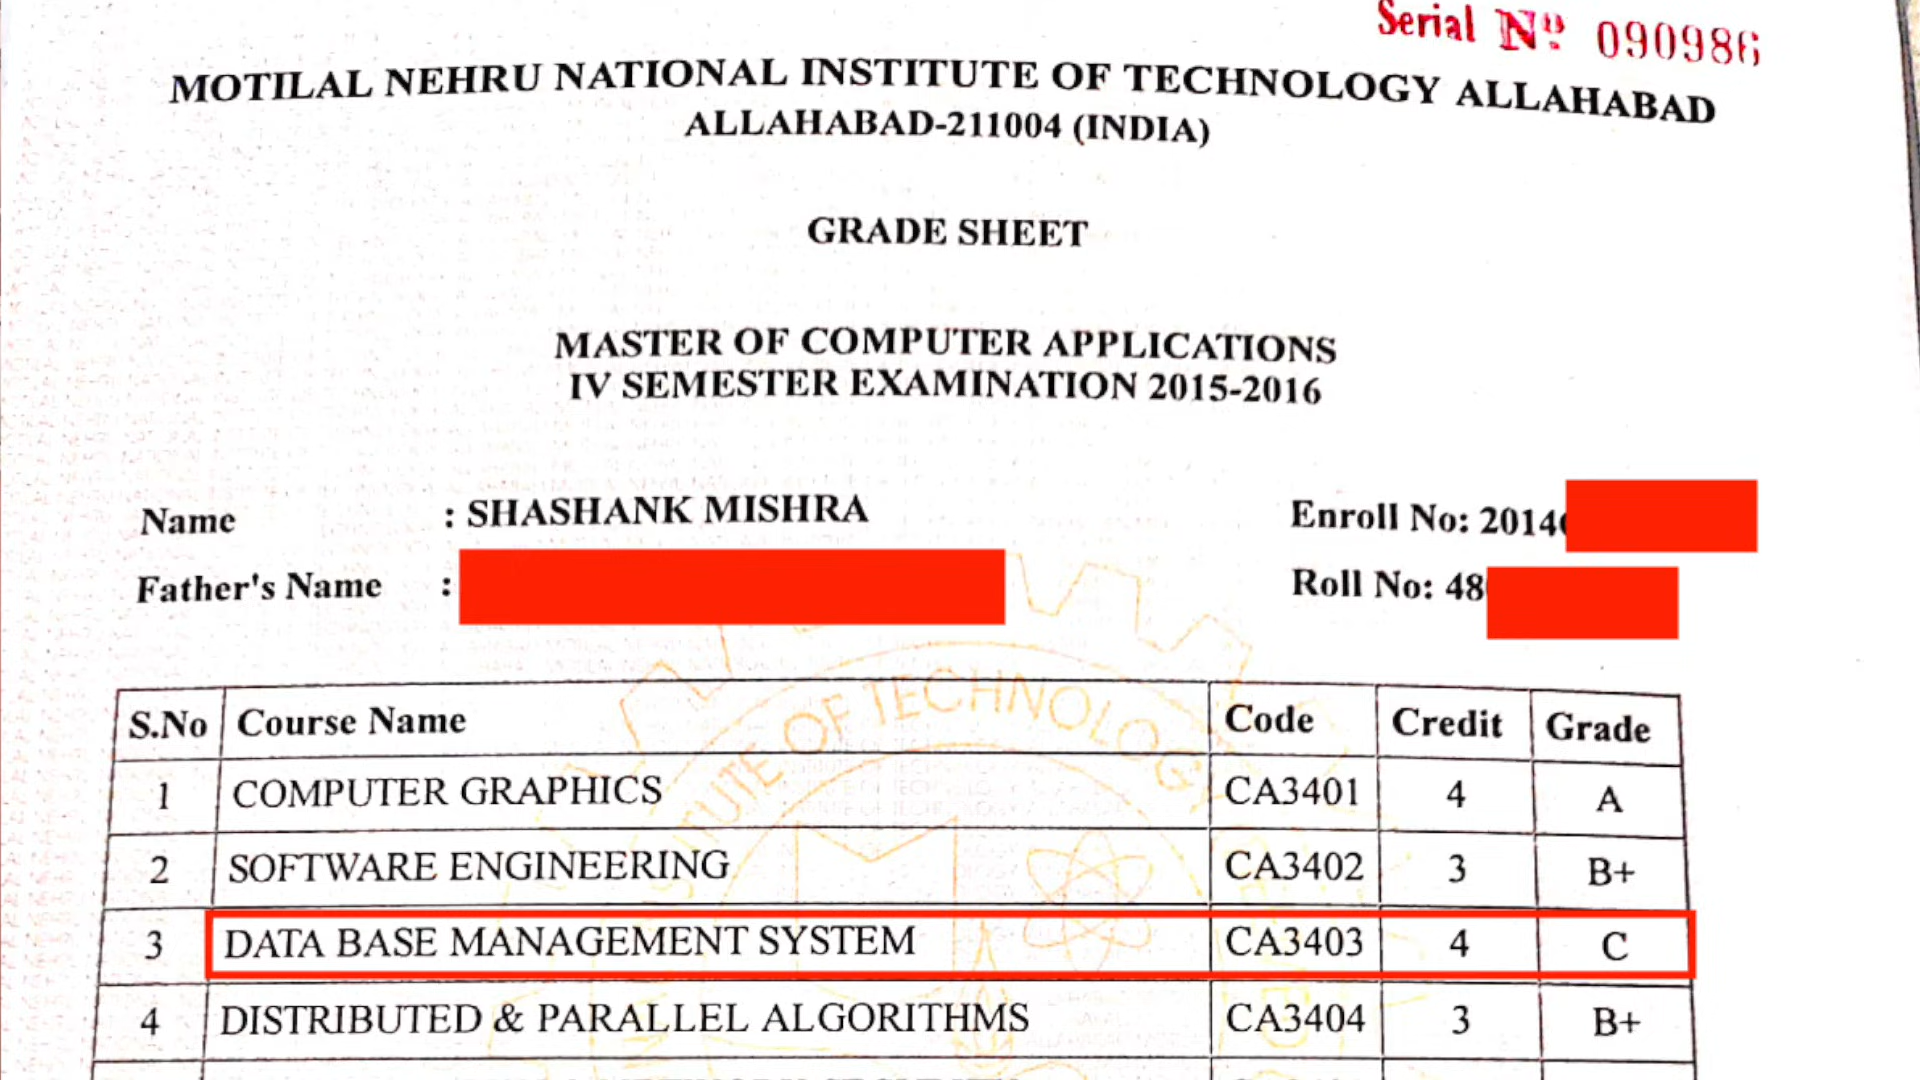 Serial Nº 090986
MOTILAL NEHRU NATIONAL INSTITUTE OF TECHNOLOGY ALLAHABAD
ALLAHABAD-211004 (INDIA)
GRADE SHEET
MASTER OF COMPUTER APPLICATIONS
IV SEMESTER EXAMINATION 2015-2016
Name : SHASHANK MISHRA Enroll No: 2014
Father's Name : Roll No: 48
S.No Course Name Code Credit Grade
1 COMPUTER GRAPHICS CA3401 4 A
2 SOFTWARE ENGINEERING CA3402 3 B+
3 DATA BASE MANAGEMENT SYSTEM CA3403 4 C
4 DISTRIBUTED & PARALLEL ALGORITHMS CA3404 3 B+